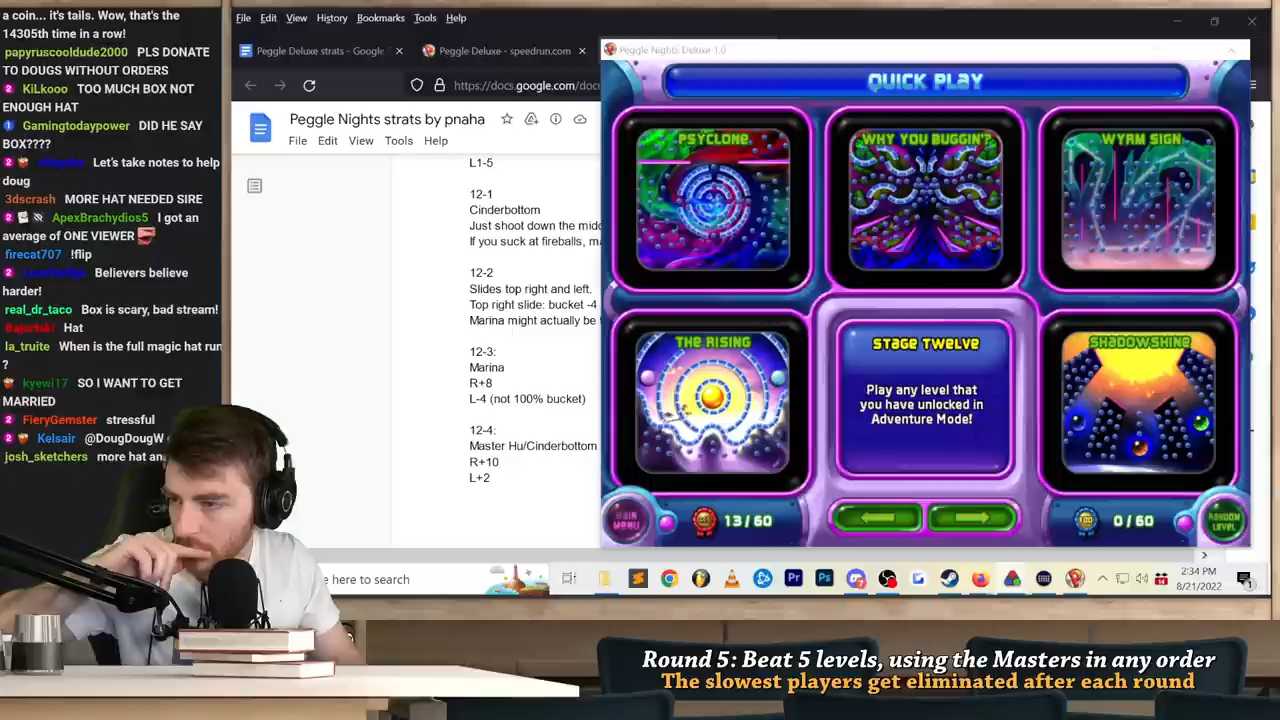 a coin... it's tails. Wow, that's the
14305th time in a row!
papyruscooldude2000 PLS DONATE
TO DOUGS WITHOUT ORDERS
KiLkooo TOO MUCH BOX NOT
ENOUGH HAT
Gamingtodaypower DID HE SAY
BOX????
Let's take notes to help
doug
3dscrash MORE HAT NEEDED SIRE
ApexBrachydios5 I got an
average of ONE VIEWER
firecat707 !flip
Believers believe
harder!
real_dr_taco Box is scary, bad stream!
Hat
la_truite When is the full magic hat run
?
kyewi17 SO I WANT TO GET
MARRIED
FieryGemster stressful
Kelsair @DougDougW
josh_sketchers more hat an
File Edit View History Bookmarks Tools Help
Peggle Deluxe strats - Google
Peggle Deluxe - speedrun.com
https://docs.google.com/docu
Peggle Nights strats by pnaha
File Edit View Tools Help
L1-5
12-1
Cinderbottom
Just shoot down the midd
If you suck at fireballs, ma
12-2
Slides top right and left.
Top right slide: bucket -4
Marina might actually be
12-3:
Marina
R+8
L-4 (not 100% bucket)
12-4:
Master Hu/Cinderbottom
R+10
L+2
Peggle Nights Deluxe 1.0
QUICK PLAY
PSYCLONE
WHY YOU BUGGIN'?
WYRM SIGN
THE RISING
STAGE TWELVE
Play any level that
you have unlocked in
Adventure Mode!
SHADOWSHINE
MAIN
MENU
13/60
0/60
RANDOM
LEVEL
here to search
2:34 PM
8/21/2022
Round 5: Beat 5 levels, using the Masters in any order
The slowest players get eliminated after each round